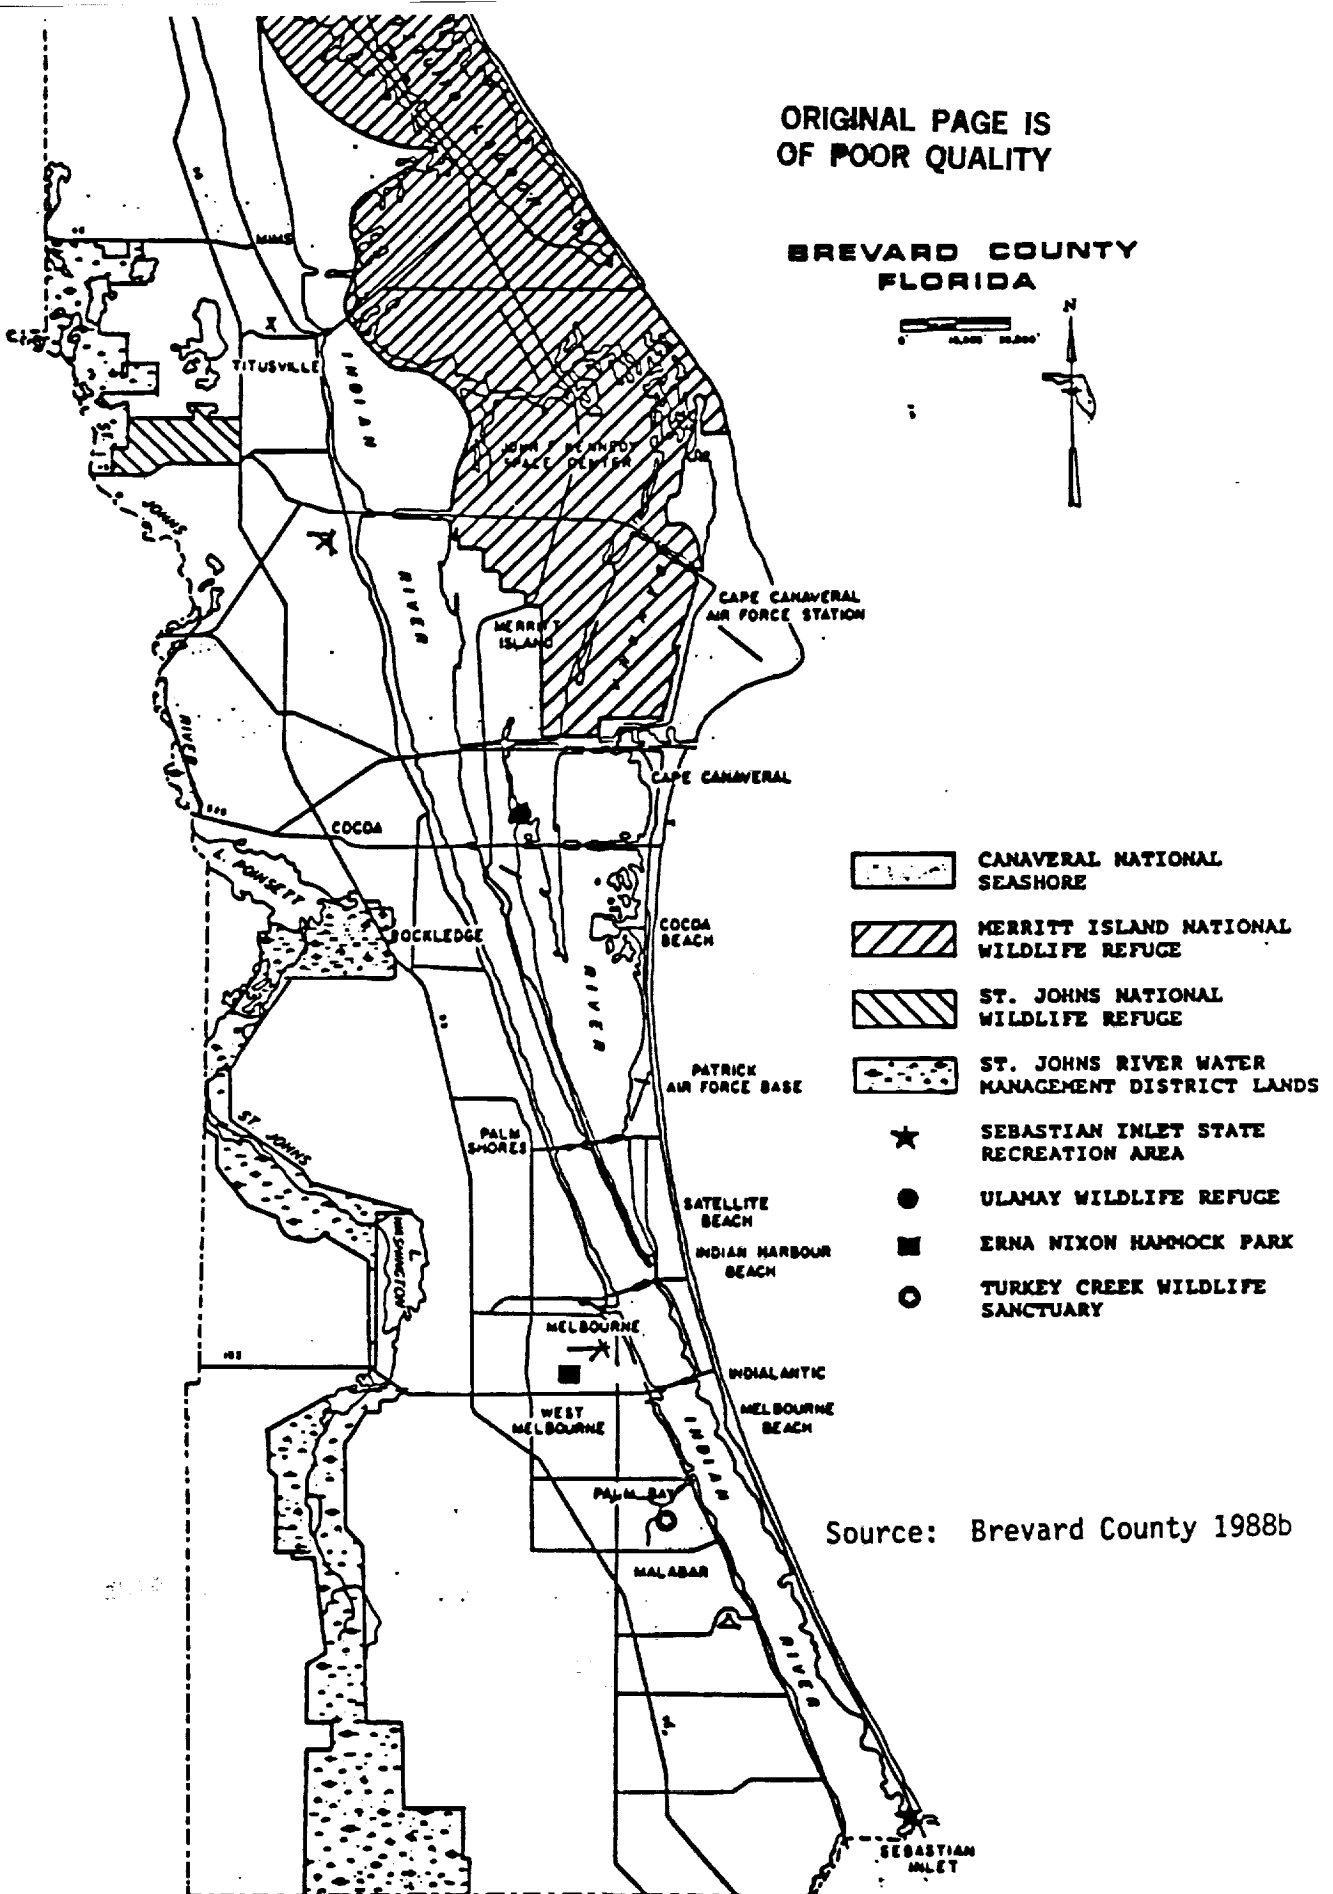 ORIGINAL PAGE IS
OF POOR QUALITY
BREVARD COUNTY
FLORIDA
N
0
MIMS
TITUSVILLE
INDIAN
JOHN F KENNEDY
SPACE CENTER
ST.
JOHNS
RIVER
RIVER
MERRITT
ISLAND
CAPE CANAVERAL
AIR FORCE STATION
CAPE CANAVERAL
COCOA
L. POINSETT
ROCKLEDGE
COCOA
BEACH
RIVER
PATRICK
AIR FORCE BASE
PALM
SHORES
ST. JOHNS
SATELLITE
BEACH
INDIAN HARBOUR
BEACH
L.
WASHINGTON
MELBOURNE
INDIALANTIC
WEST
MELBOURNE
MELBOURNE
BEACH
INDIAN
PALM BAY
MALABAR
RIVER
SEBASTIAN
INLET
CANAVERAL NATIONAL
SEASHORE
MERRITT ISLAND NATIONAL
WILDLIFE REFUGE
ST. JOHNS NATIONAL
WILDLIFE REFUGE
ST. JOHNS RIVER WATER
MANAGEMENT DISTRICT LANDS
SEBASTIAN INLET STATE
RECREATION AREA
ULAMAY WILDLIFE REFUGE
ERNA NIXON HAMMOCK PARK
TURKEY CREEK WILDLIFE
SANCTUARY
Source: Brevard County 1988b